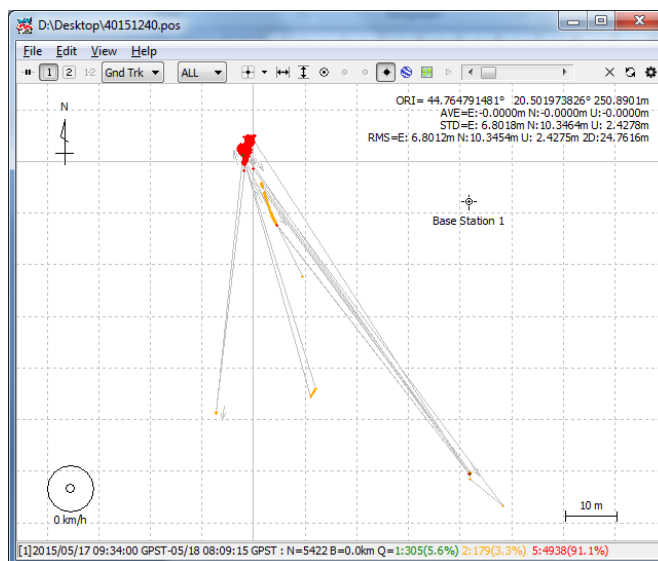 D:\Desktop\40151240.pos
File Edit View Help
1 2 1-2 Gnd Trk ALL
N
ORI= 44.764791481° 20.501973826° 250.8901m
AVE=E:-0.0000m N:-0.0000m U:-0.0000m
STD=E: 6.8018m N:10.3464m U: 2.4278m
RMS=E: 6.8012m N:10.3454m U: 2.4275m 2D:24.7616m
Base Station 1
0 km/h
10 m
[1]2015/05/17 09:34:00 GPST-05/18 08:09:15 GPST : N=5422 B=0.0km Q=1:305(5.6%) 2:179(3.3%) 5:4938(91.1%)